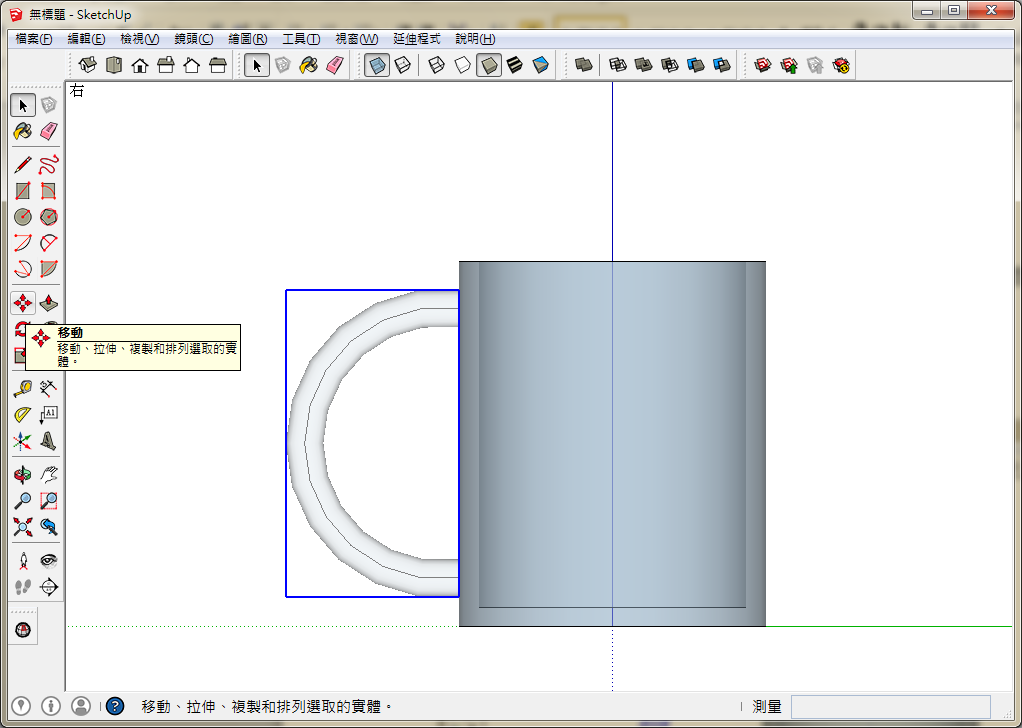 無標題 - SketchUp
檔案(F) 編輯(E) 檢視(V) 鏡頭(C) 繪圖(R) 工具(T) 視窗(W) 延伸程式 說明(H)
右
移動
移動、拉伸、複製和排列選取的實
體。
A1
移動、拉伸、複製和排列選取的實體。
測量